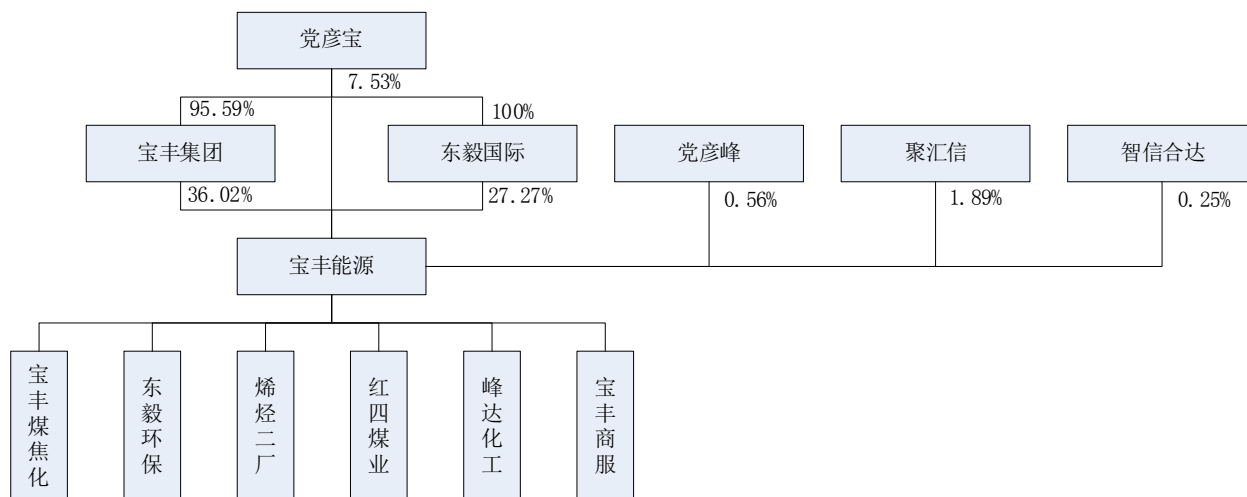 党彦宝
7.53%
95.59%
100%
宝丰集团
东毅国际
党彦峰
聚汇信
智信合达
36.02%
27.27%
0.56%
1.89%
0.25%
宝丰能源
宝丰煤焦化
东毅环保
烯烃二厂
红四煤业
峰达化工
宝丰商服